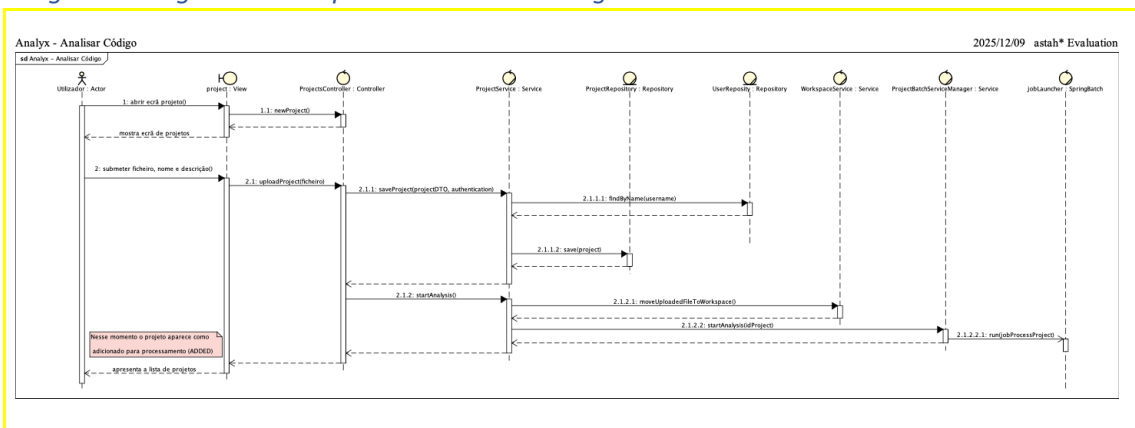 Analyx - Analisar Código
2025/12/09 astah* Evaluation
sd Analyx - Analisar Código
Utilizador : Actor
project : View
ProjectsController : Controller
ProjectService : Service
ProjectRepository : Repository
UserReposity : Repository
WorkspaceService : Service
ProjectBatchServiceManager : Service
jobLauncher : SpringBatch
1: abrir ecrã projeto()
1.1: newProject()
mostra ecrã de projetos
2: submeter ficheiro, nome e descrição()
2.1: uploadProject(ficheiro)
2.1.1: saveProject(projectDTO, authentication)
2.1.1.1: findByName(username)
2.1.1.2: save(project)
2.1.2: startAnalysis()
2.1.2.1: moveUploadedFileToWorkspace()
2.1.2.2: startAnalysis(idProject)
2.1.2.2.1: run(jobProcessProject)
Nesse momento o projeto aparece como
adicionado para processamento (ADDED)
apresenta a lista de projetos